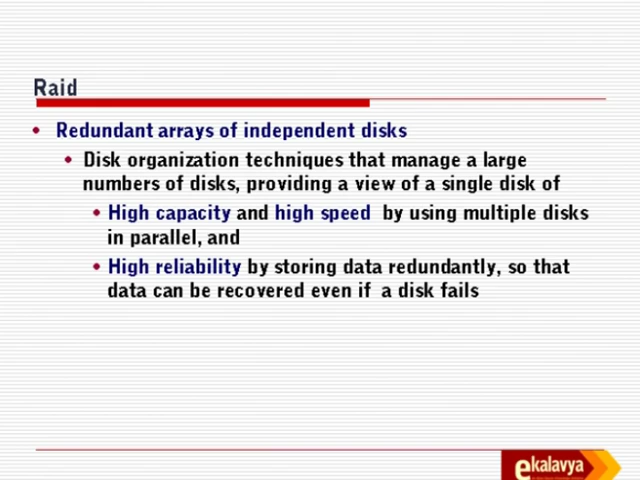 Raid
• Redundant arrays of independent disks
• Disk organization techniques that manage a large
numbers of disks, providing a view of a single disk of
• High capacity and high speed by using multiple disks
in parallel, and
• High reliability by storing data redundantly, so that
data can be recovered even if a disk fails
ekalavya